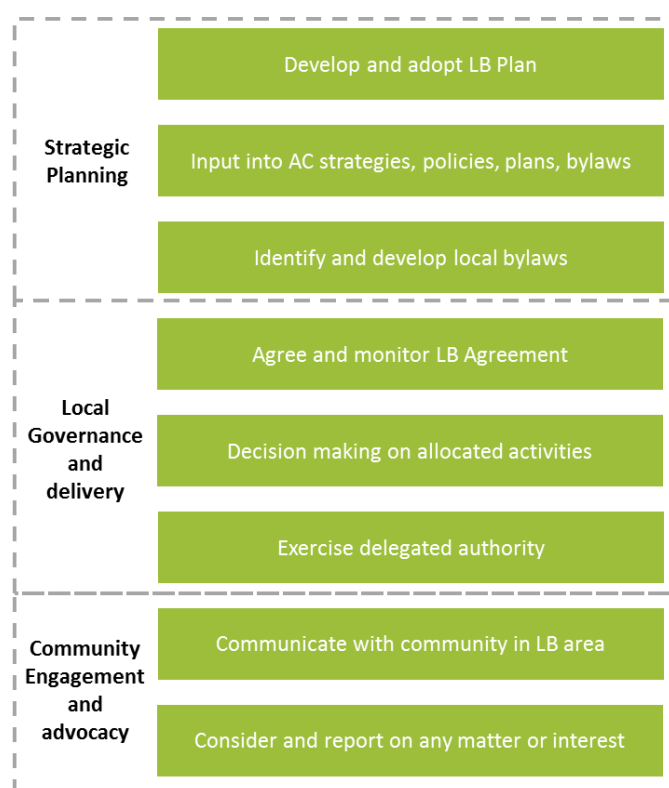 Strategic
Planning
Develop and adopt LB Plan
Input into AC strategies, policies, plans, bylaws
Identify and develop local bylaws
Local
Governance
and
delivery
Agree and monitor LB Agreement
Decision making on allocated activities
Exercise delegated authority
Community
Engagement
and
advocacy
Communicate with community in LB area
Consider and report on any matter or interest